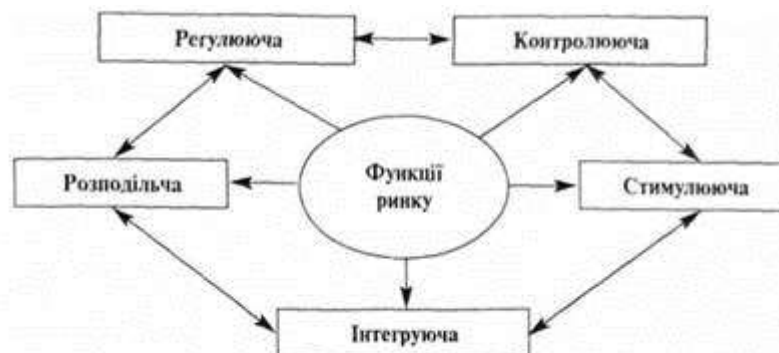 Регулююча
Контролююча
Функції
ринку
Розподільча
Стимулююча
Інтегруюча